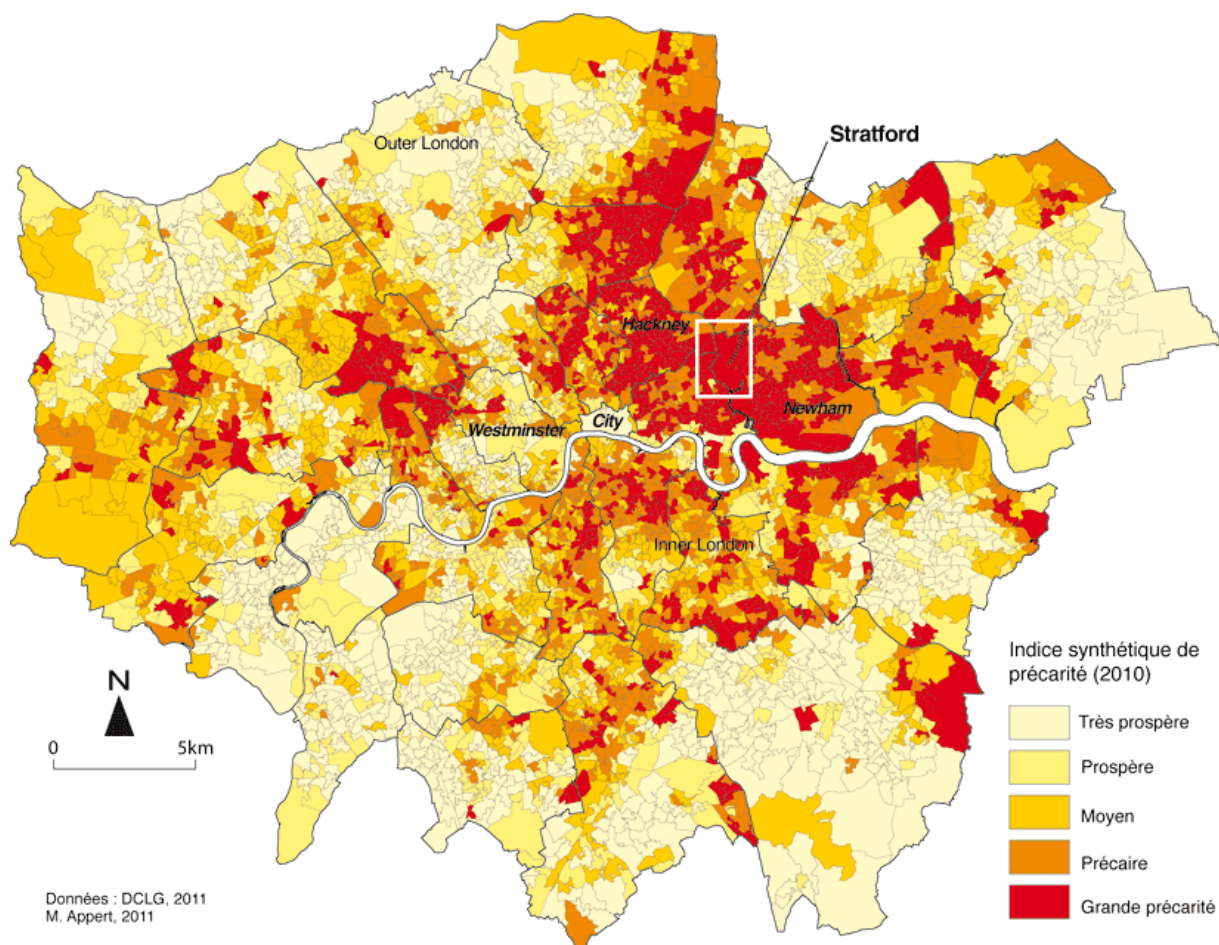 Outer London
Stratford
Hackney
Newham
City
Westminster
Inner London
Indice synthétique de
précarité (2010)
Très prospère
Prospère
Moyen
Précaire
Grande précarité
N
0 5km
Données : DCLG, 2011
M. Appert, 2011